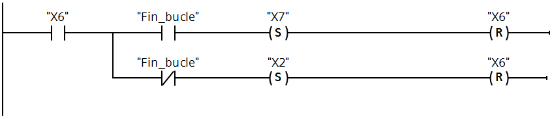 "X6" "Fin_bucle" "X7" "X6"
S R
"Fin_bucle" "X2" "X6"
S R